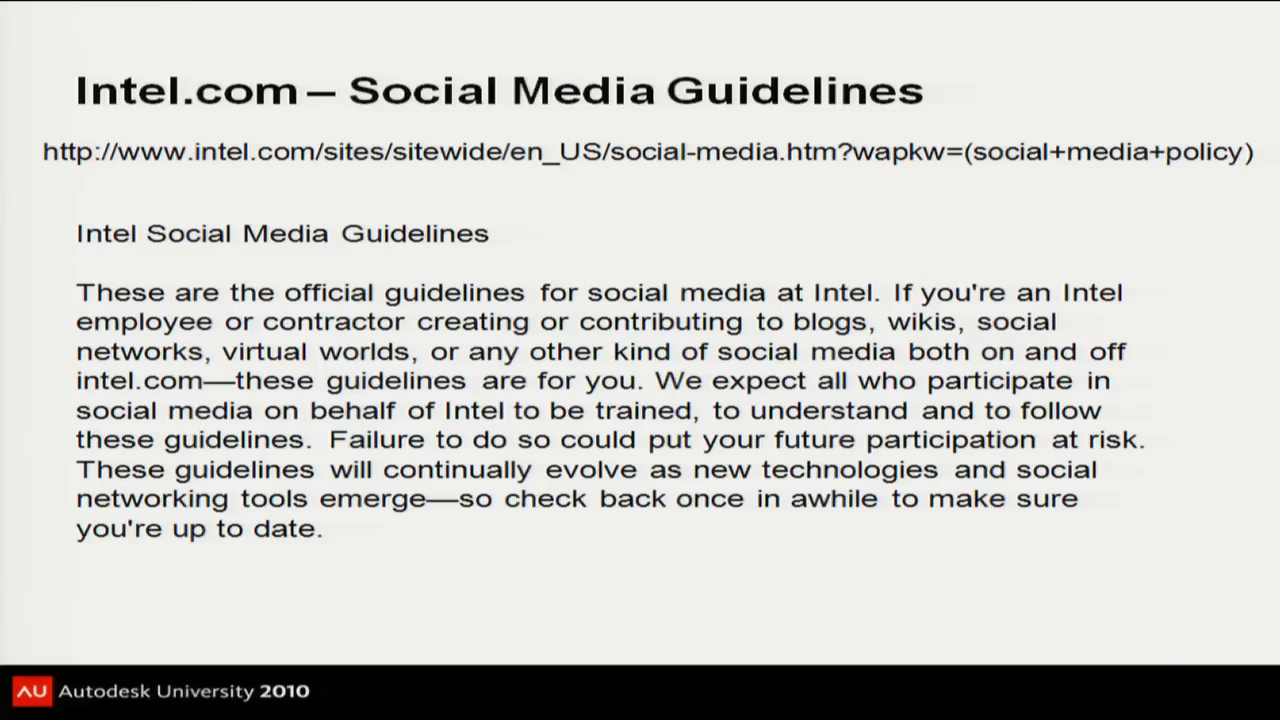 Intel.com – Social Media Guidelines
http://www.intel.com/sites/sitewide/en_US/social-media.htm?wapkw=(social+media+policy)
Intel Social Media Guidelines
These are the official guidelines for social media at Intel. If you're an Intel
employee or contractor creating or contributing to blogs, wikis, social
networks, virtual worlds, or any other kind of social media both on and off
intel.com—these guidelines are for you. We expect all who participate in
social media on behalf of Intel to be trained, to understand and to follow
these guidelines. Failure to do so could put your future participation at risk.
These guidelines will continually evolve as new technologies and social
networking tools emerge—so check back once in awhile to make sure
you're up to date.
AU Autodesk University 2010